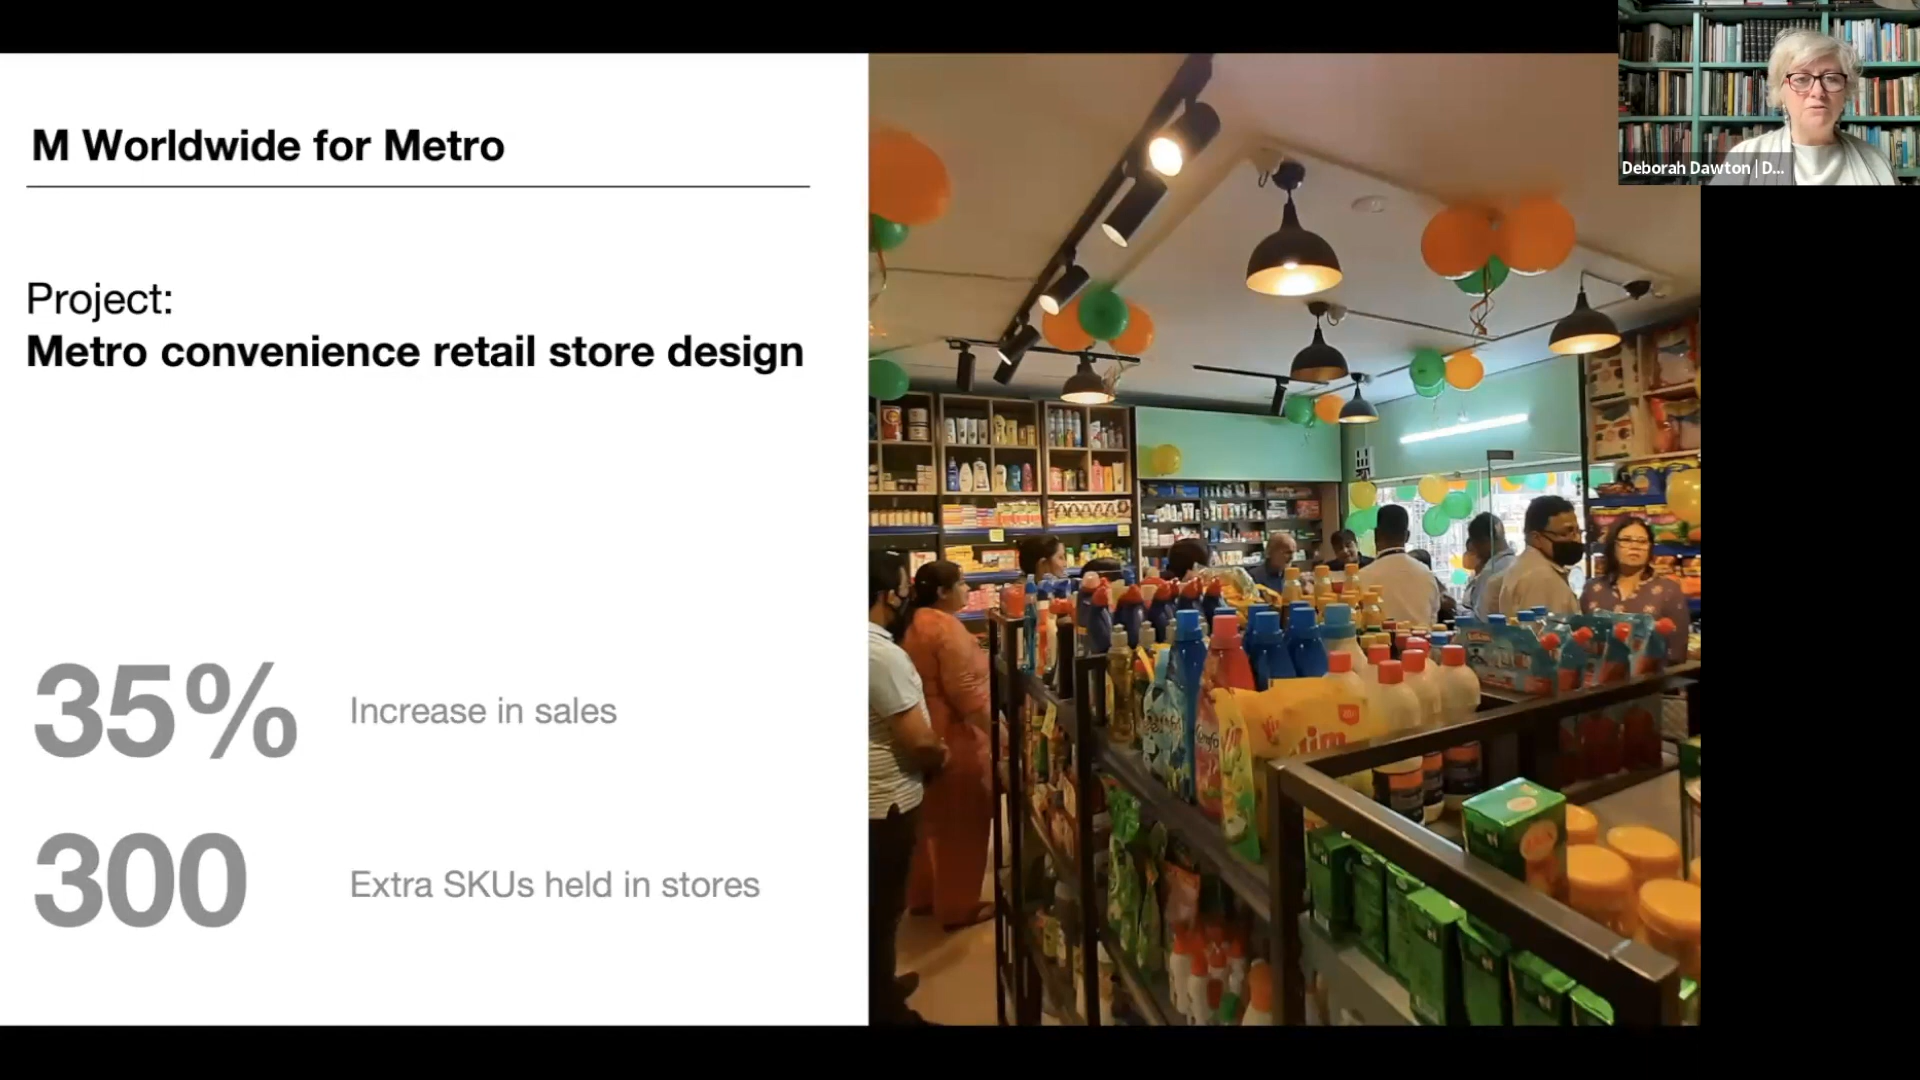 M Worldwide for Metro
Project:
Metro convenience retail store design
35%
Increase in sales
300
Extra SKUs held in stores
Deborah Dawton | D...